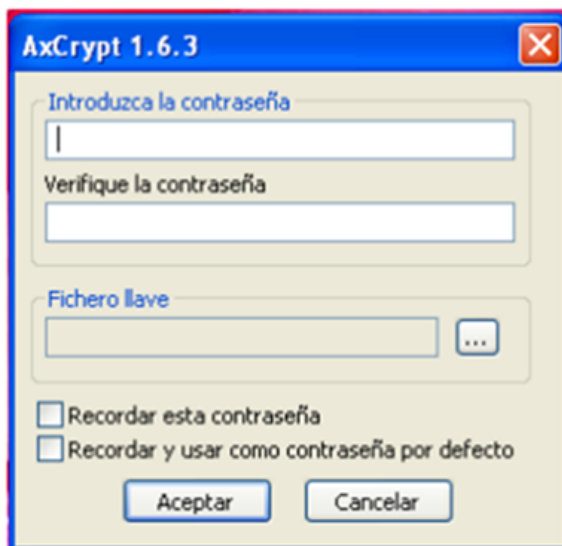 AxCrypt 1.6.3
Introduzca la contraseña
Verifique la contraseña
Fichero llave
...
Recordar esta contraseña
Recordar y usar como contraseña por defecto
Aceptar Cancelar